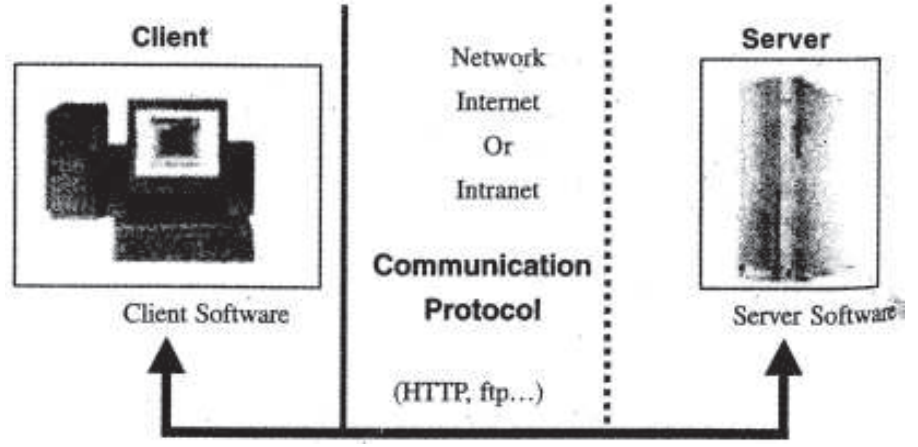 Client
Client Software
Network
Internet
Or
Intranet
Communication
Protocol
(HTTP, ftp...)
Server
Server Software